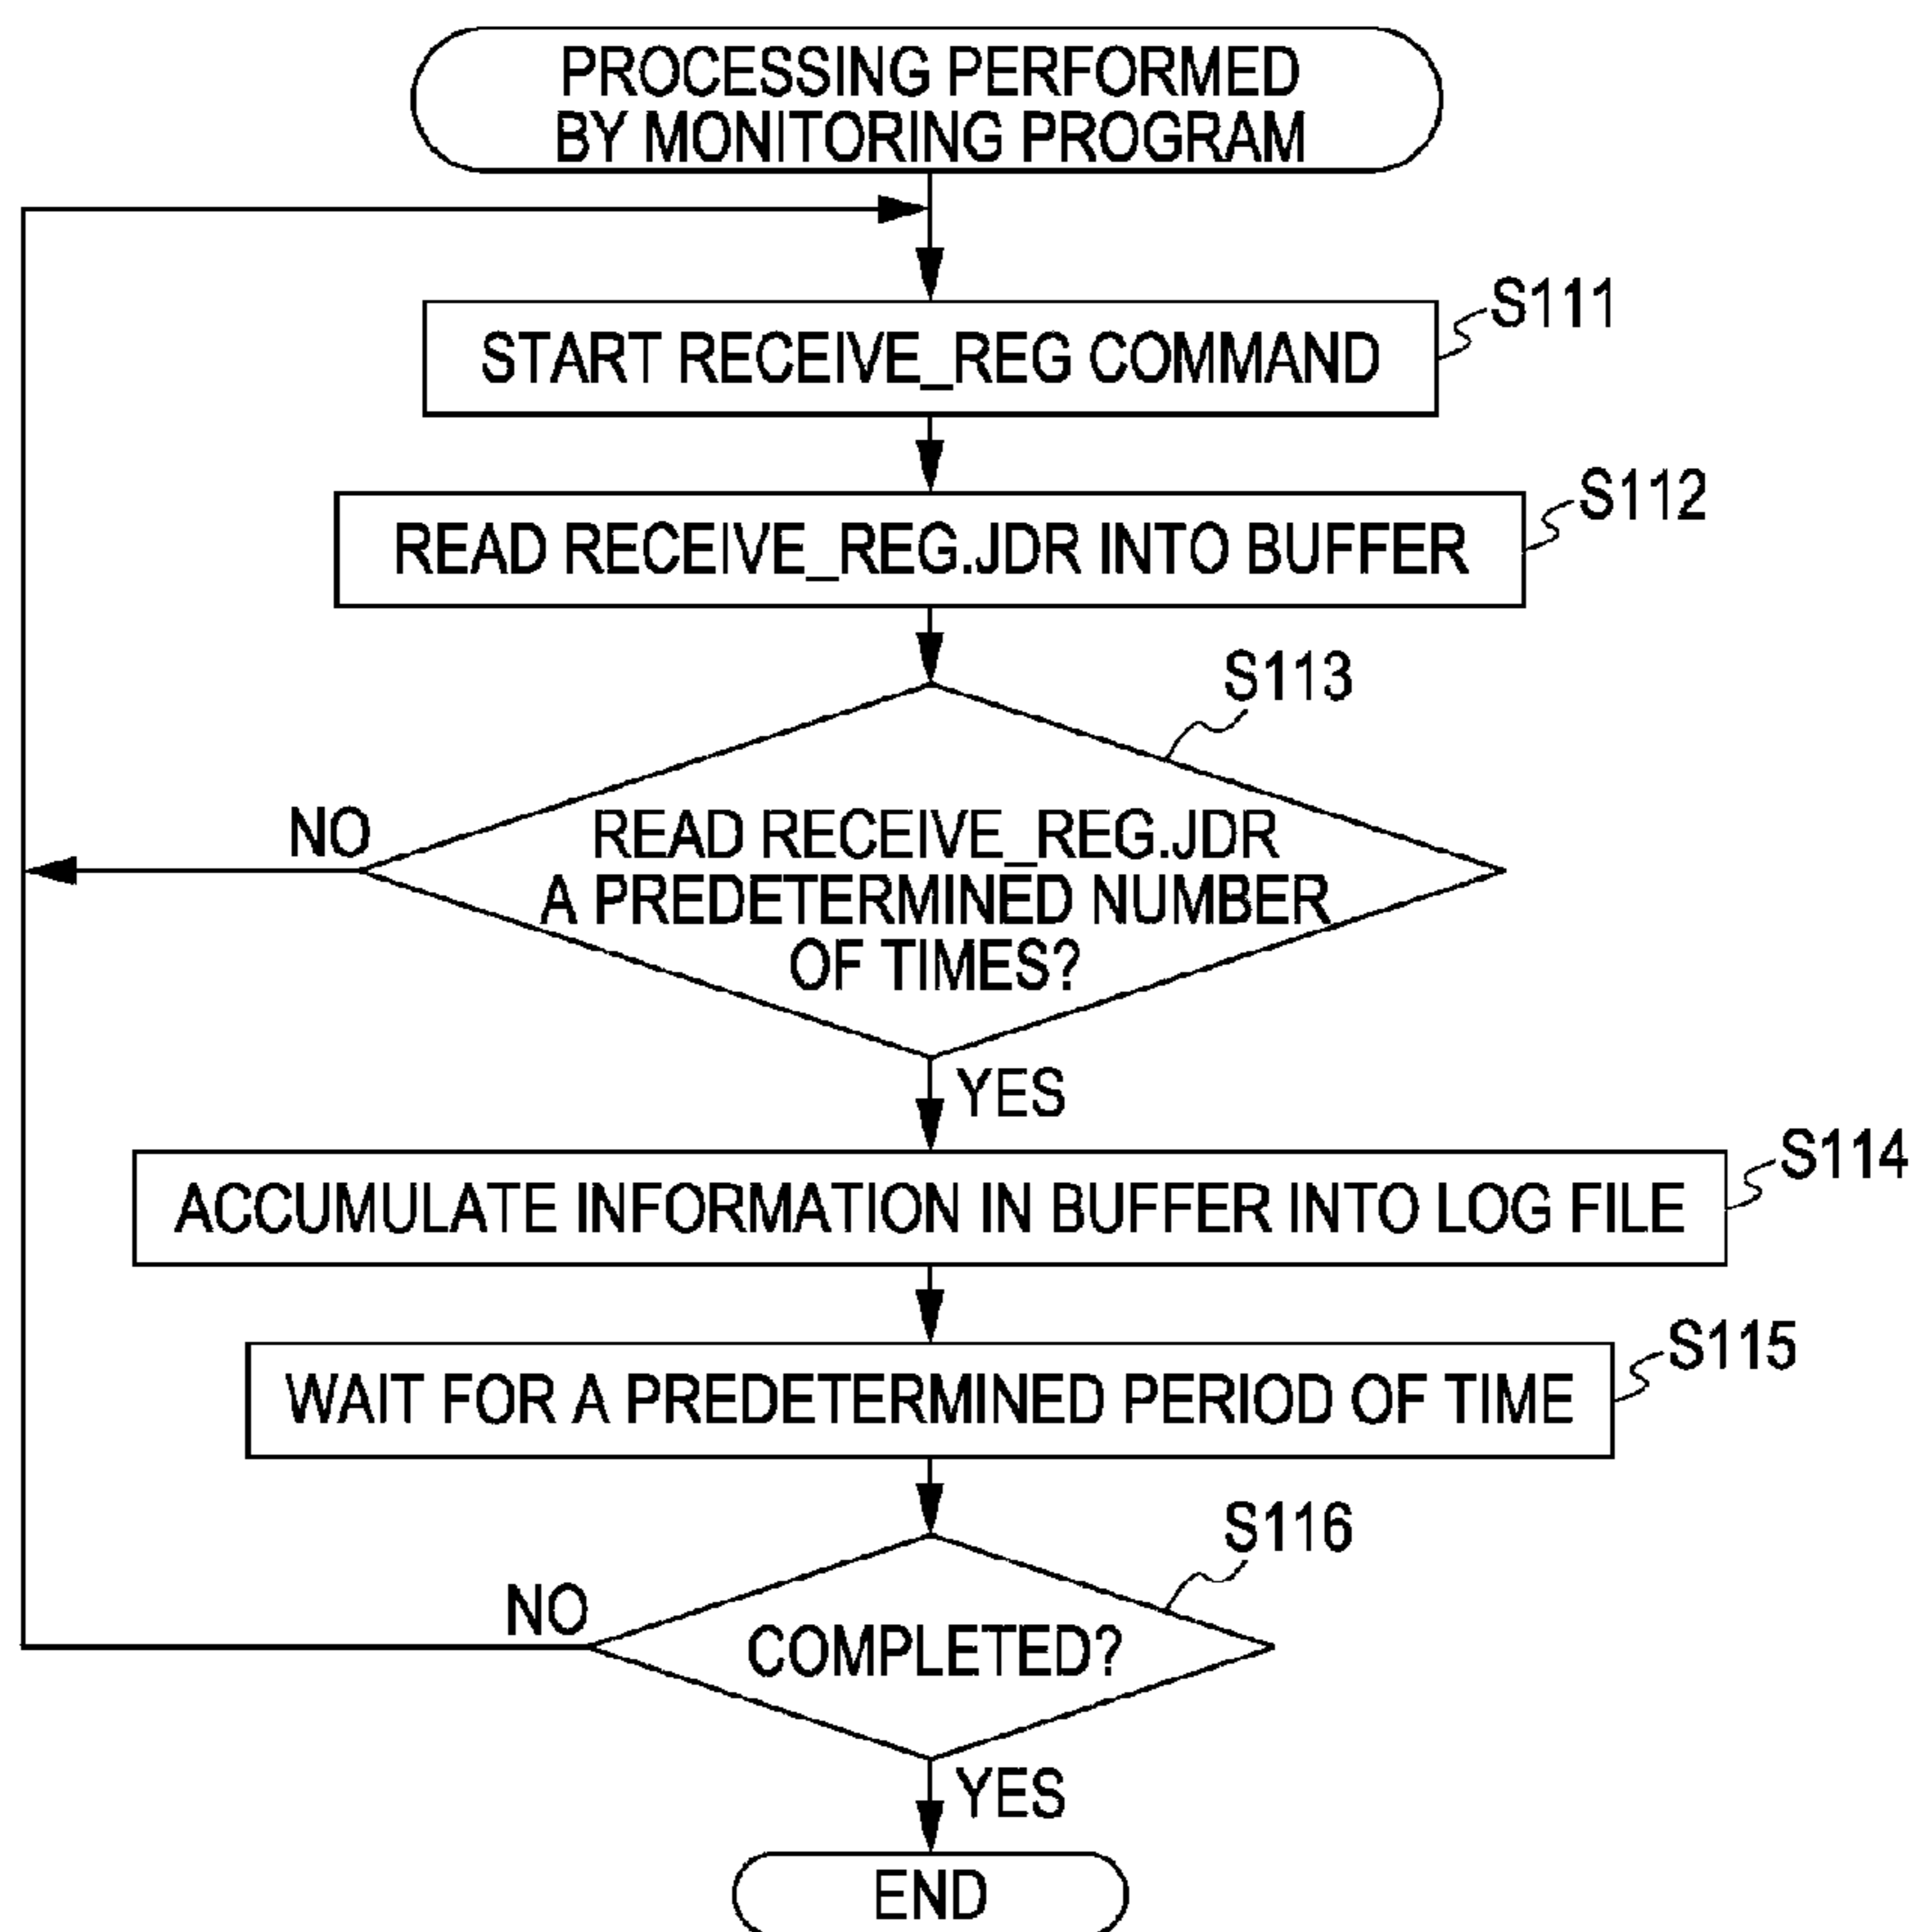 PROCESSING PERFORMED
BY MONITORING PROGRAM
START RECEIVE_REG COMMAND
S111
READ RECEIVE_REG.JDR INTO BUFFER
S112
S113
NO
READ RECEIVE_REG.JDR
A PREDETERMINED NUMBER
OF TIMES?
YES
ACCUMULATE INFORMATION IN BUFFER INTO LOG FILE
S114
WAIT FOR A PREDETERMINED PERIOD OF TIME
S115
S116
NO
COMPLETED?
YES
END